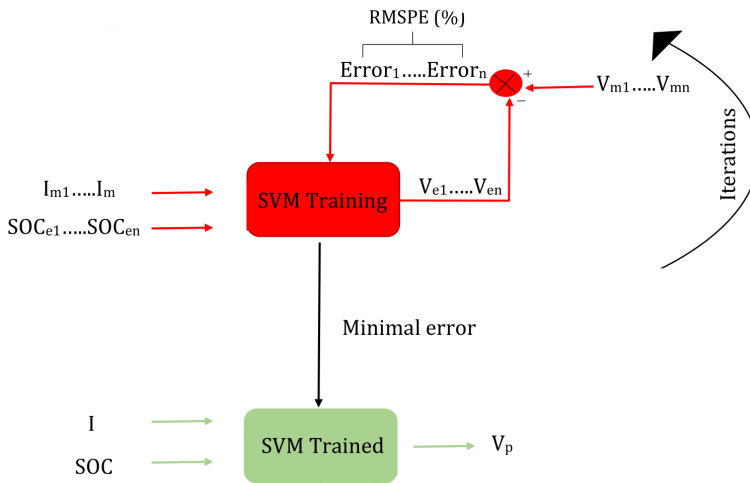 RMSPE (%)
Error₁.....Errorₙ
+
Vₘ₁.....Vₘₙ
−
Iterations
Iₘ₁.....Iₘ
SVM Training
Vₑ₁.....Vₑₙ
SOCₑ₁.....SOCₑₙ
Minimal error
I
SVM Trained
Vₚ
SOC